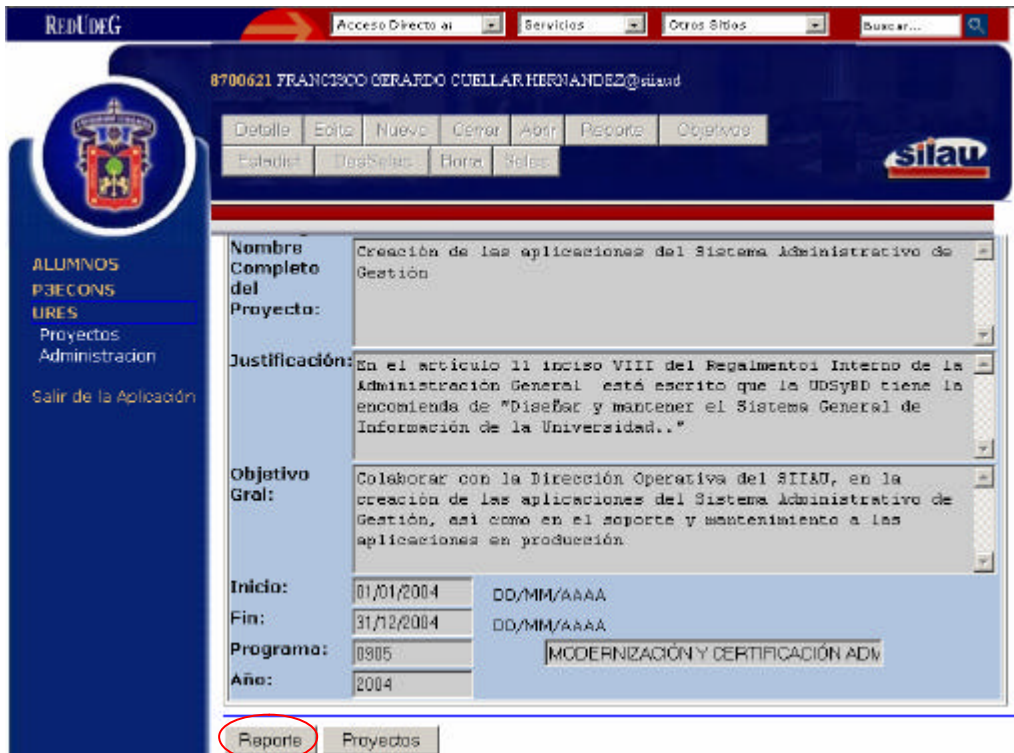 REDUDEG
Acceso Directo a:
Servicios
Otros Sitios
Buscar...
8700621 FRANCISCO GERARDO CUELLAR HERNANDEZ@siiaud
Detalle Edita Nuevo Cerrar Abrir Reporte Objetivos
Estadist DesSelec Borra Selec
siiau
ALUMNOS
P3ECONS
URES
Proyectos
Administracion
Salir de la Aplicación
Nombre
Completo
del
Proyecto:
Creación de las aplicaciones del Sistema Administrativo de
Gestión
Justificación:
En el artículo 11 inciso VIII del Regalmentoi Interno de la
Administración General está escrito que la UDSyBD tiene la
encomienda de "Diseñar y mantener el Sistema General de
Información de la Universidad.."
Objetivo
Gral:
Colaborar con la Dirección Operativa del SIIAU, en la
creación de las aplicaciones del Sistema Administrativo de
Gestión, así como en el soporte y mantenimiento a las
aplicaciones en producción
Inicio: 01/01/2004 DD/MM/AAAA
Fin: 31/12/2004 DD/MM/AAAA
Programa: 0905 MODERNIZACIÓN Y CERTIFICACIÓN ADM
Año: 2004
Reporte Proyectos